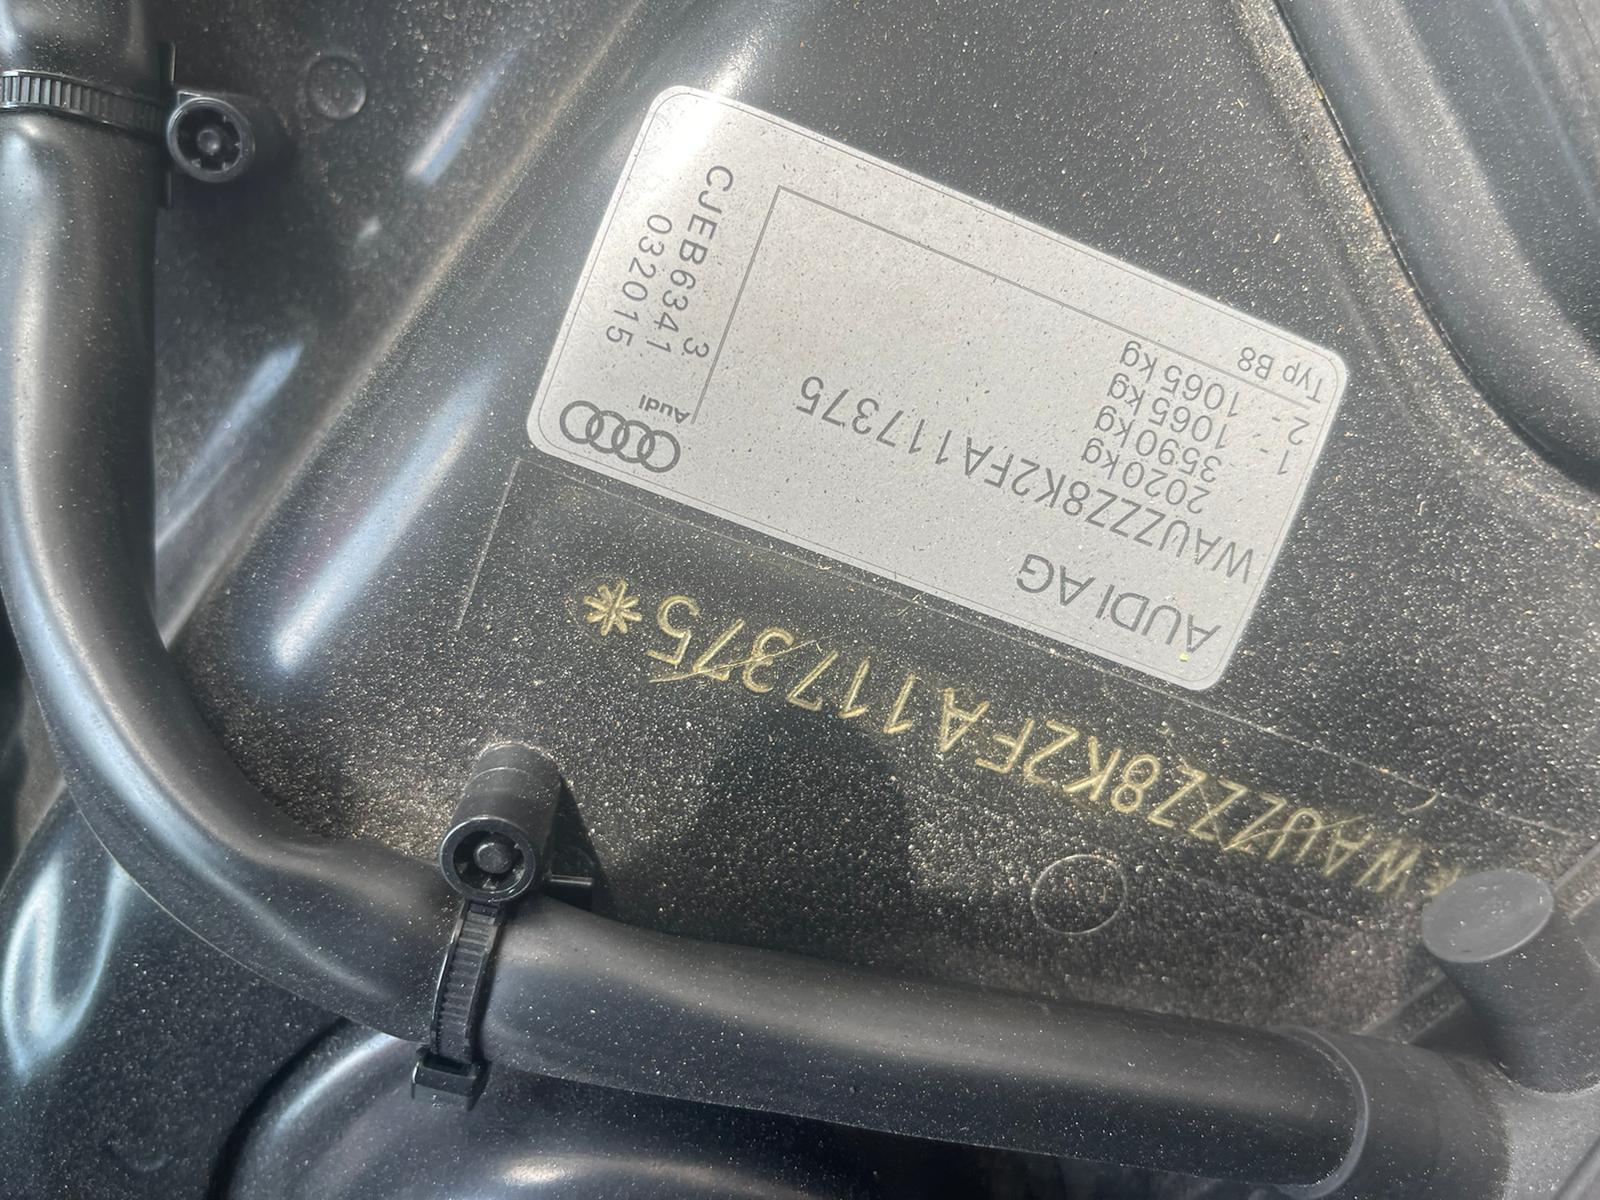 AUDI AG
WAUZZZ8K2FA117375
2020 kg
3590 kg
1 - 1065 kg
2 - 1065 kg
Typ B8
Audi
CJEB6341 3
032015
*WAUZZZ8K2FA117375*